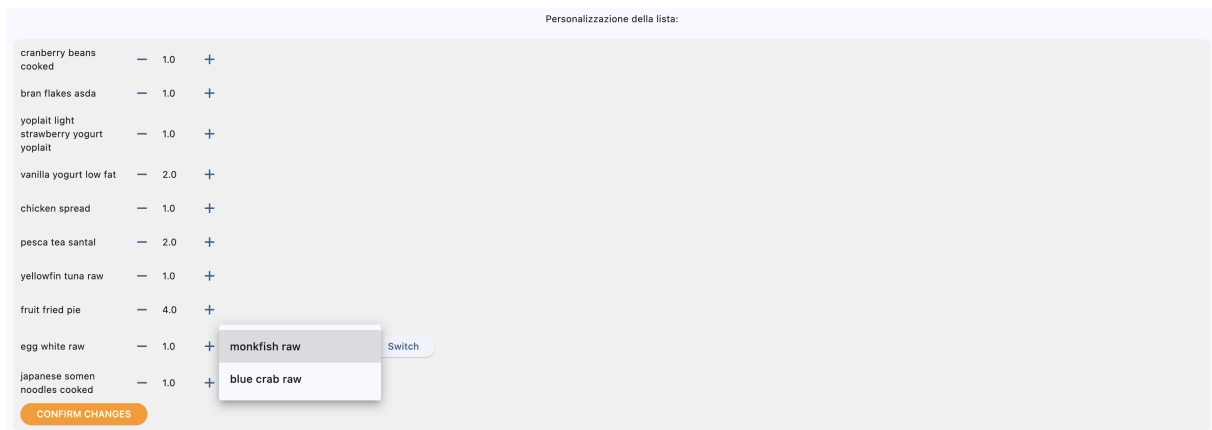 Personalizzazione della lista:
cranberry beans
cooked
− 1.0 +
bran flakes asda − 1.0 +
yoplait light
strawberry yogurt
yoplait
− 1.0 +
vanilla yogurt low fat − 2.0 +
chicken spread − 1.0 +
pesca tea santal − 2.0 +
yellowfin tuna raw − 1.0 +
fruit fried pie − 4.0 +
egg white raw − 1.0 + monkfish raw Switch
blue crab raw
japanese somen
noodles cooked
− 1.0 +
CONFIRM CHANGES